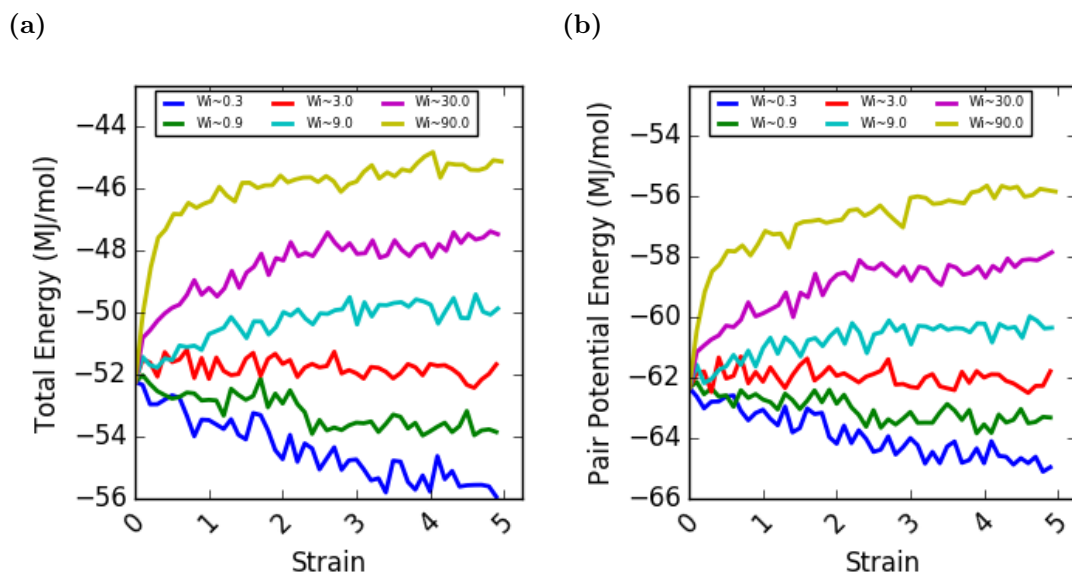 (a)
(b)
Wi~0.3 Wi~3.0 Wi~30.0
Wi~0.9 Wi~9.0 Wi~90.0
Total Energy (MJ/mol)
−44
−46
−48
−50
−52
−54
−56
0 1 2 3 4 5
Strain
Wi~0.3 Wi~3.0 Wi~30.0
Wi~0.9 Wi~9.0 Wi~90.0
Pair Potential Energy (MJ/mol)
−54
−56
−58
−60
−62
−64
−66
0 1 2 3 4 5
Strain